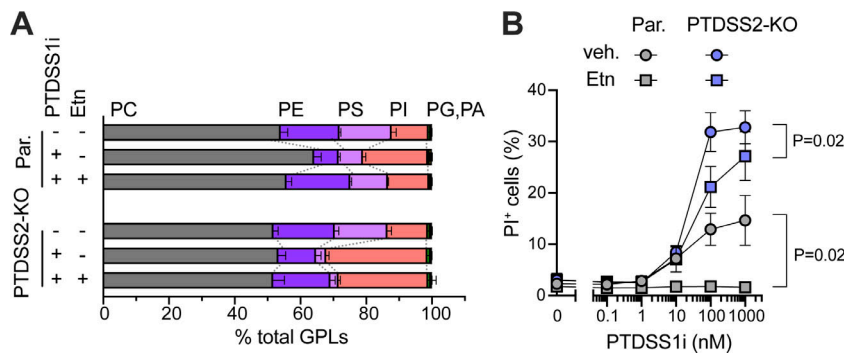 A
PTDSS1i
Etn
PC
PE
PS
PI
PG,PA
Par.
- -
+ -
+ +
PTDSS2-KO
- -
+ -
+ +
0 20 40 60 80 100
% total GPLs
B
Par. PTDSS2-KO
veh.
Etn
PI+ cells (%)
40
30
20
10
0
P=0.02
P=0.02
0 0.1 1 10 100 1000
PTDSS1i (nM)